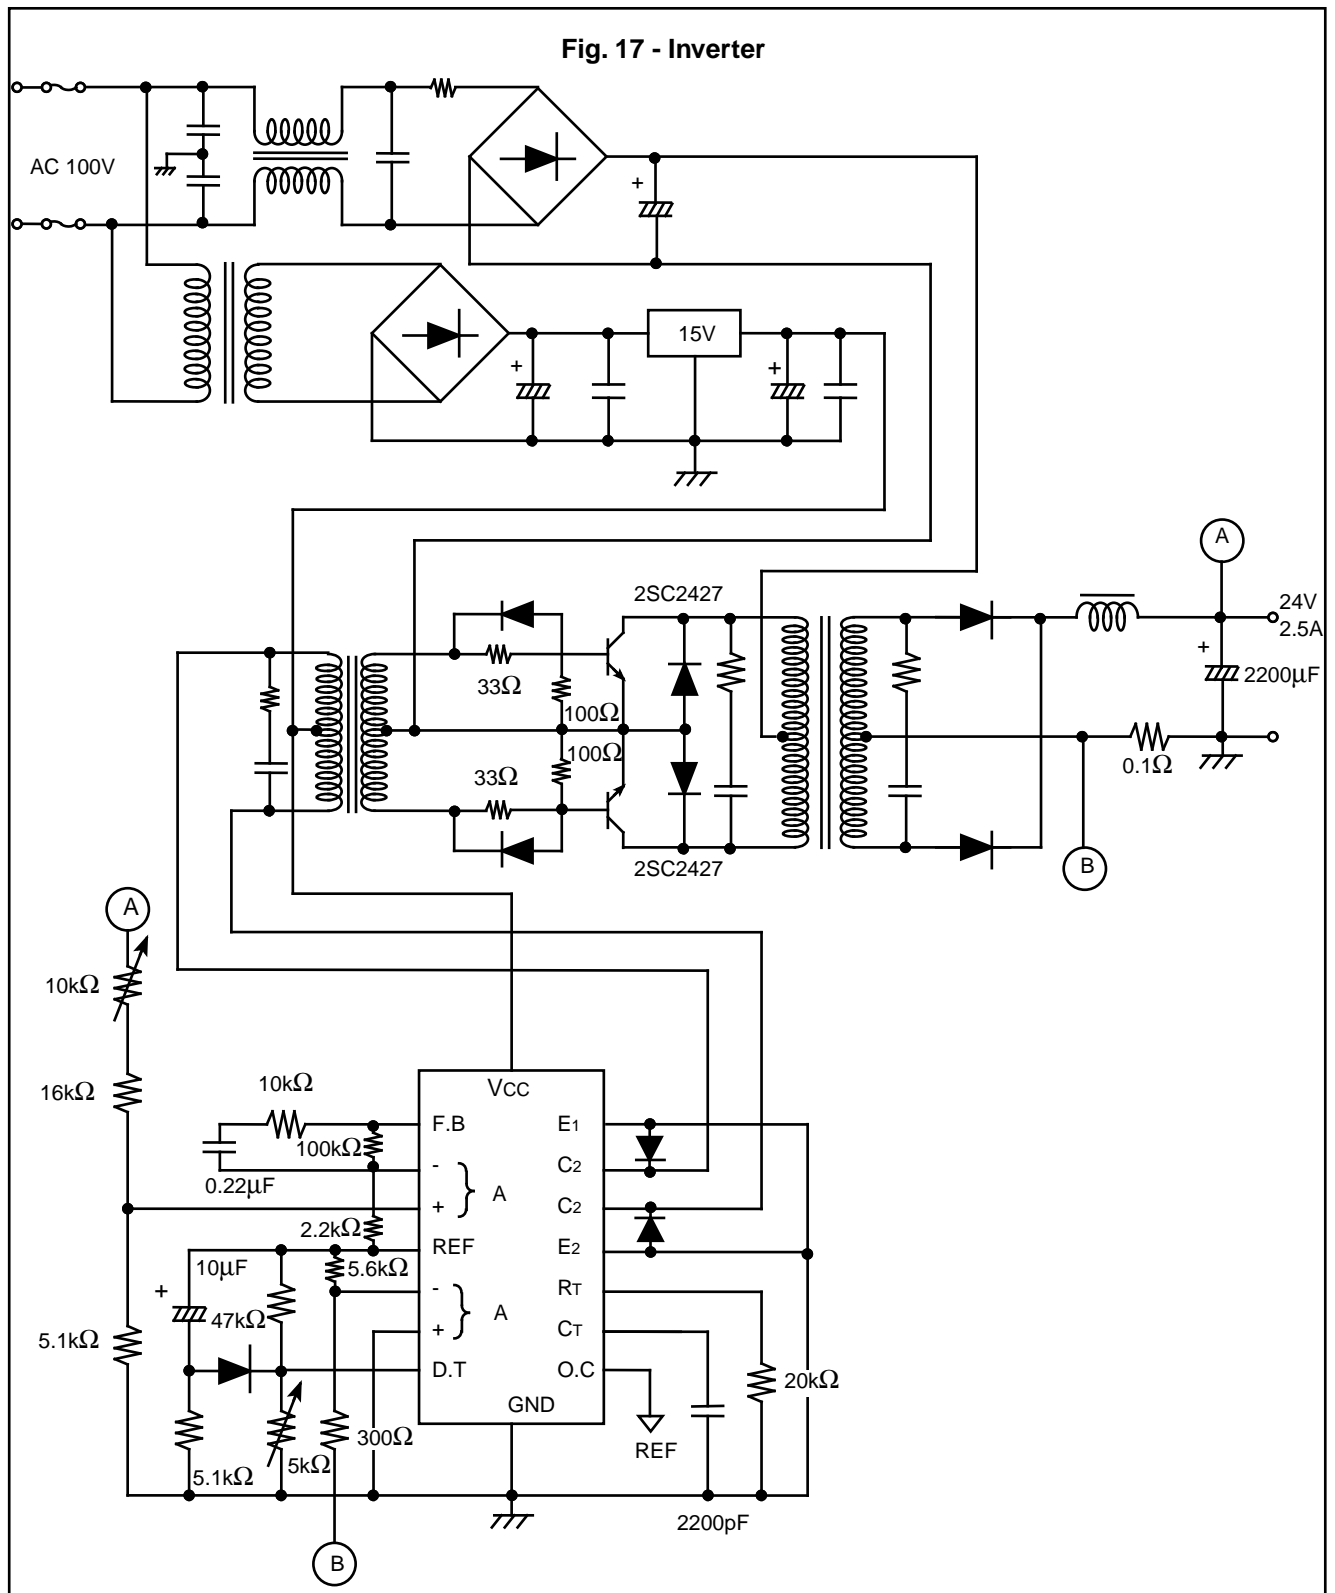 Fig. 17 - Inverter
AC 100V
+
15V
+
+
A
2SC2427
24V
2.5A
+
33Ω
2200µF
100Ω
100Ω
33Ω
0.1Ω
2SC2427
B
A
10kΩ
VCC
10kΩ
16kΩ
F.B
E1
100kΩ
-
C2
0.22µF
A
+
C2
2.2kΩ
REF
E2
10µF
5.6kΩ
+
-
RT
47kΩ
A
+
CT
5.1kΩ
D.T
O.C
20kΩ
GND
300Ω
REF
5kΩ
5.1kΩ
2200pF
B